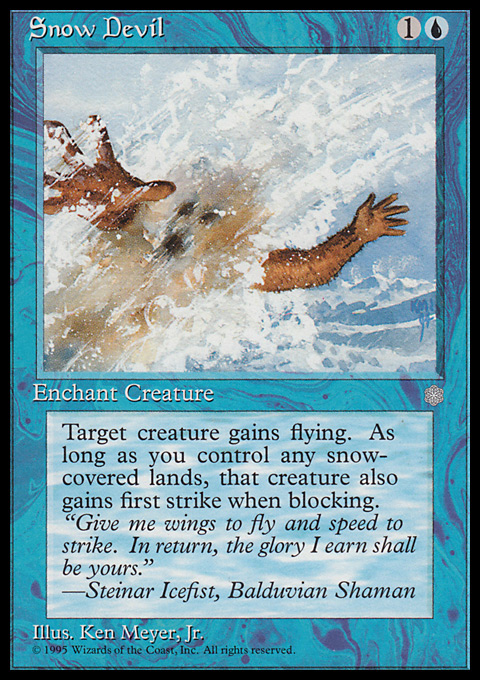 Snow Devil
1
Enchant Creature
Target creature gains flying. As
long as you control any snow-
covered lands, that creature also
gains first strike when blocking.
“Give me wings to fly and speed to
strike. In return, the glory I earn shall
be yours.”
—Steinar Icefist, Balduvian Shaman
Illus. Ken Meyer, Jr.
© 1995 Wizards of the Coast, Inc. All rights reserved.